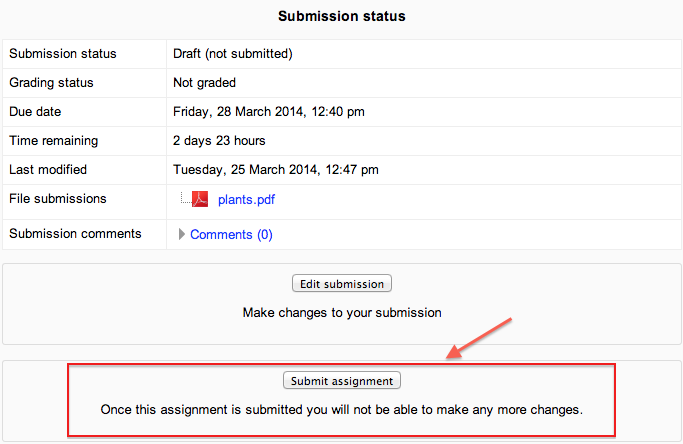 Submission status
Submission status Draft (not submitted)
Grading status Not graded
Due date Friday, 28 March 2014, 12:40 pm
Time remaining 2 days 23 hours
Last modified Tuesday, 25 March 2014, 12:47 pm
File submissions plants.pdf
Submission comments Comments (0)
Edit submission
Make changes to your submission
Submit assignment
Once this assignment is submitted you will not be able to make any more changes.